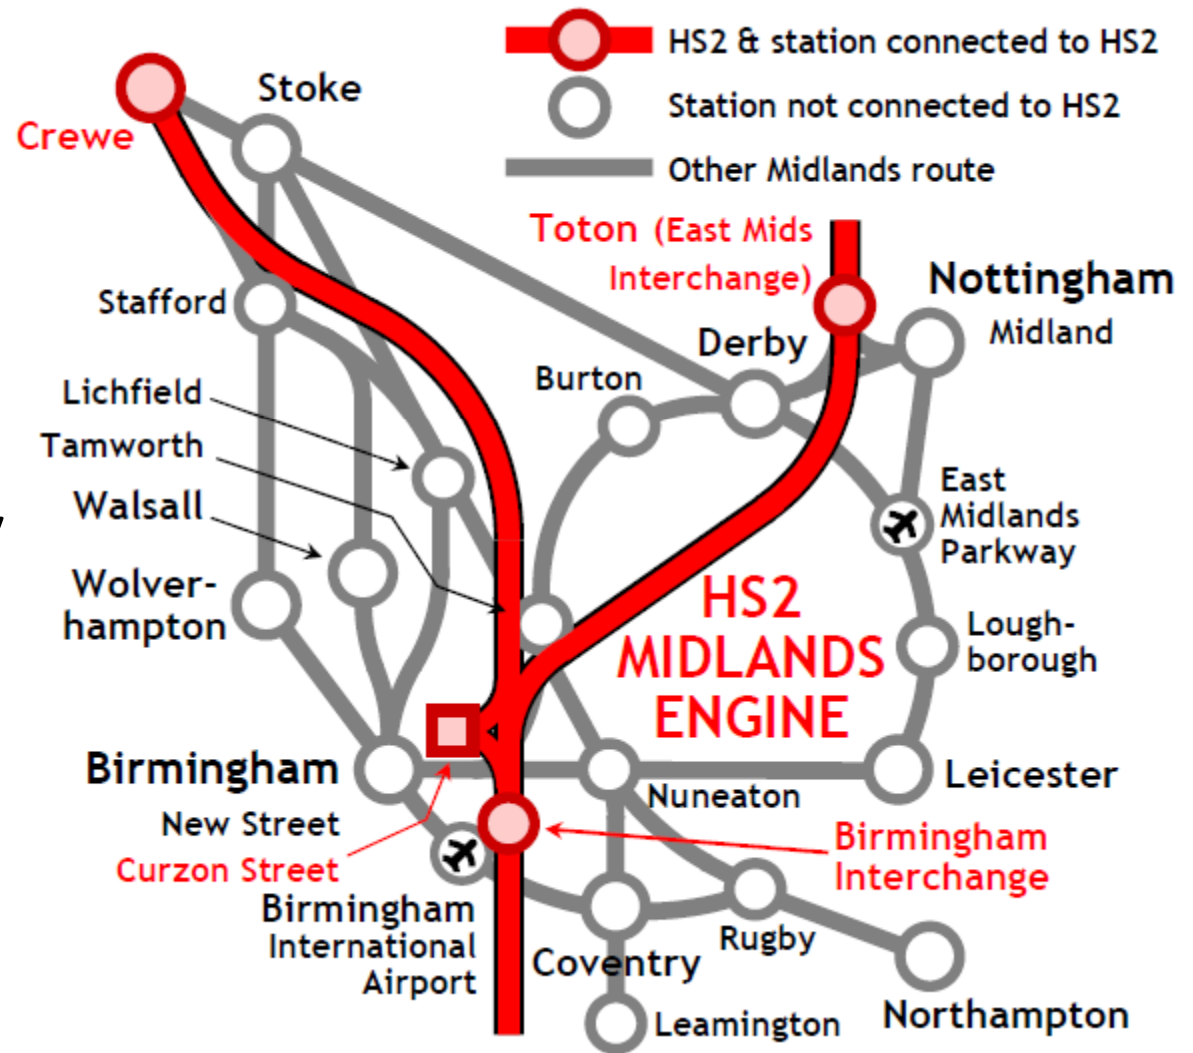 HS2 & station connected to HS2
Station not connected to HS2
Other Midlands route
Stoke
Crewe
Toton (East Mids
Interchange)
Nottingham
Midland
Stafford
Derby
Burton
Lichfield
Tamworth
Walsall
East
Midlands
Parkway
Wolver-
hampton
HS2
MIDLANDS
ENGINE
Lough-
borough
Birmingham
New Street
Curzon Street
Nuneaton
Leicester
Birmingham
Interchange
Birmingham
International
Airport
Coventry
Rugby
Northampton
Leamington